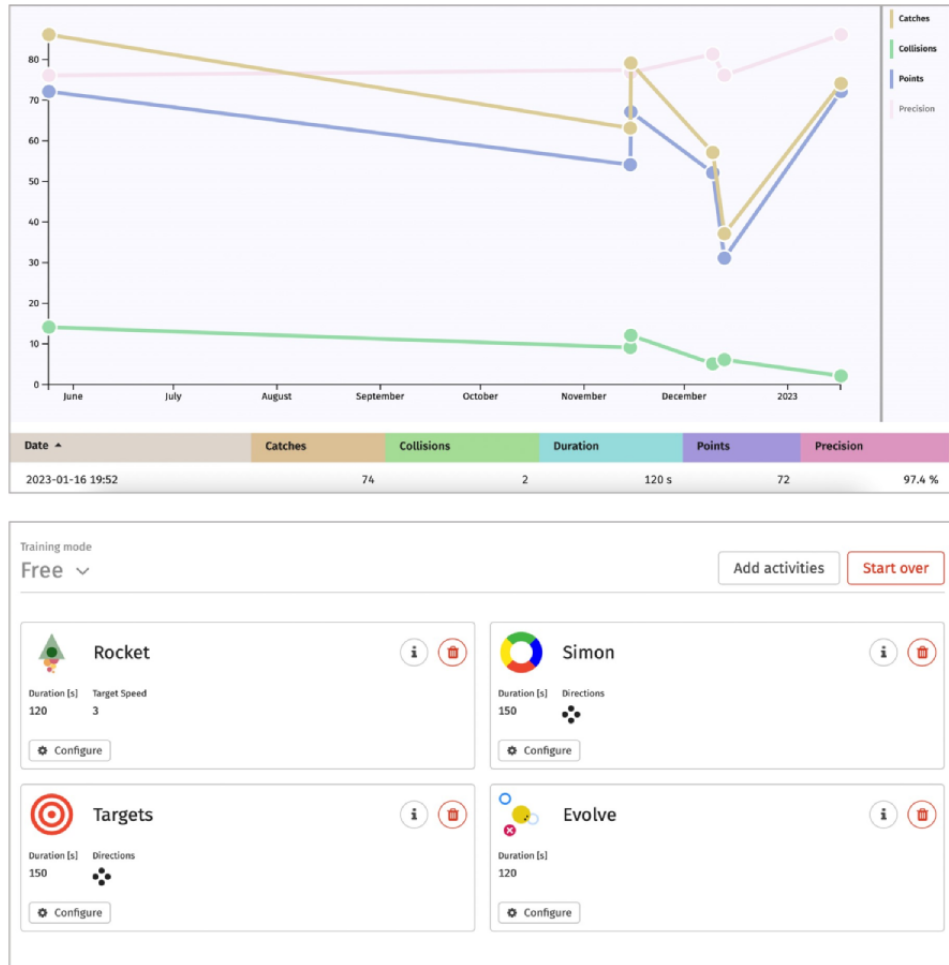 Catches
Collisions
Points
Precision
80
70
60
50
40
30
20
10
0
June July August September October November December 2023
Date Catches Collisions Duration Points Precision
2023-01-16 19:52 74 2 120 s 72 97.4 %
Training mode
Free Add activities Start over
Rocket i
Duration [s] Target Speed
120 3
Configure
Simon i
Duration [s] Directions
150
Configure
Targets i
Duration [s] Directions
150
Configure
Evolve i
Duration [s]
120
Configure